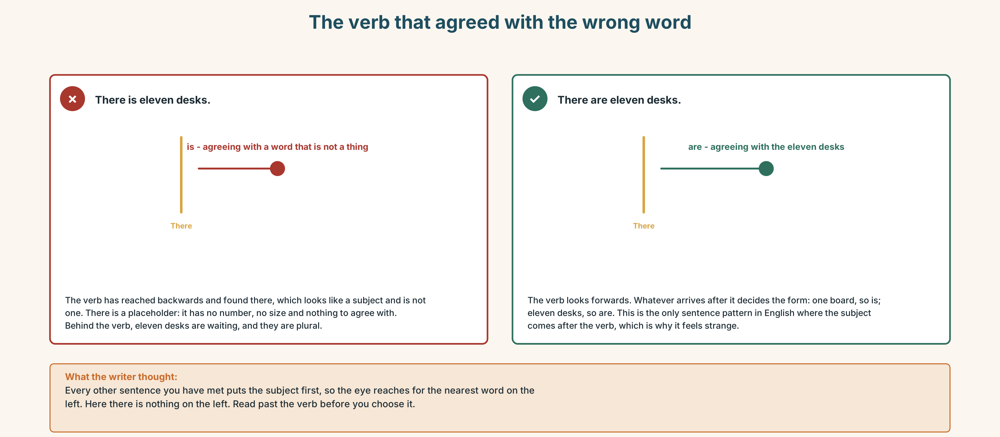 The verb that agreed with the wrong word
There is eleven desks.
is - agreeing with a word that is not a thing
There
The verb has reached backwards and found there, which looks like a subject and is not
one. There is a placeholder: it has no number, no size and nothing to agree with.
Behind the verb, eleven desks are waiting, and they are plural.
There are eleven desks.
are - agreeing with the eleven desks
There
The verb looks forwards. Whatever arrives after it decides the form: one board, so is;
eleven desks, so are. This is the only sentence pattern in English where the subject
comes after the verb, which is why it feels strange.
What the writer thought:
Every other sentence you have met puts the subject first, so the eye reaches for the nearest word on the
left. Here there is nothing on the left. Read past the verb before you choose it.